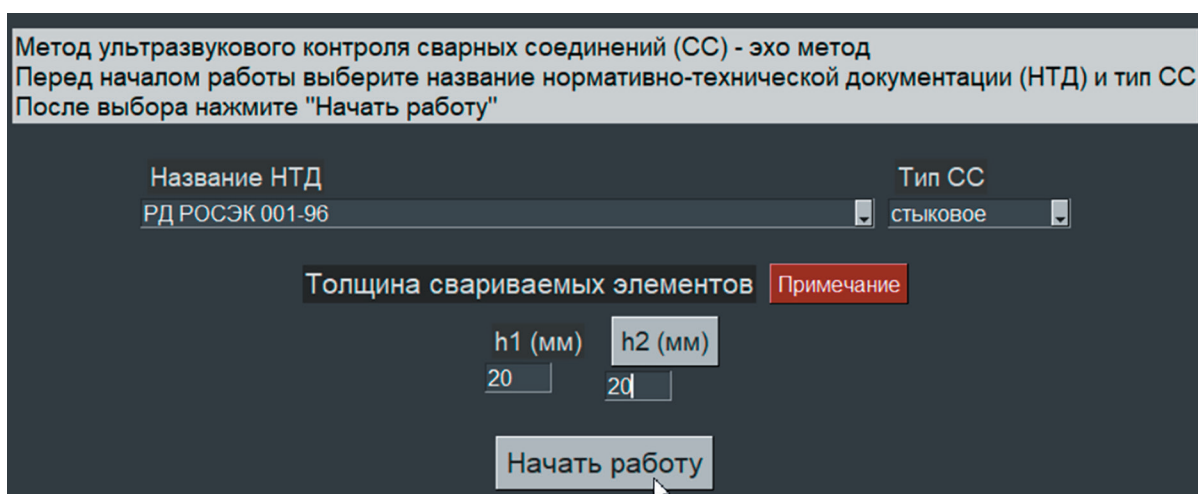 Метод ультразвукового контроля сварных соединений (СС) - эхо метод
Перед началом работы выберите название нормативно-технической документации (НТД) и тип СС
После выбора нажмите "Начать работу"
Название НТД
Тип СС
РД РОСЭК 001-96
стыковое
Толщина свариваемых элементов
Примечание
h1 (мм)
h2 (мм)
20
20
Начать работу